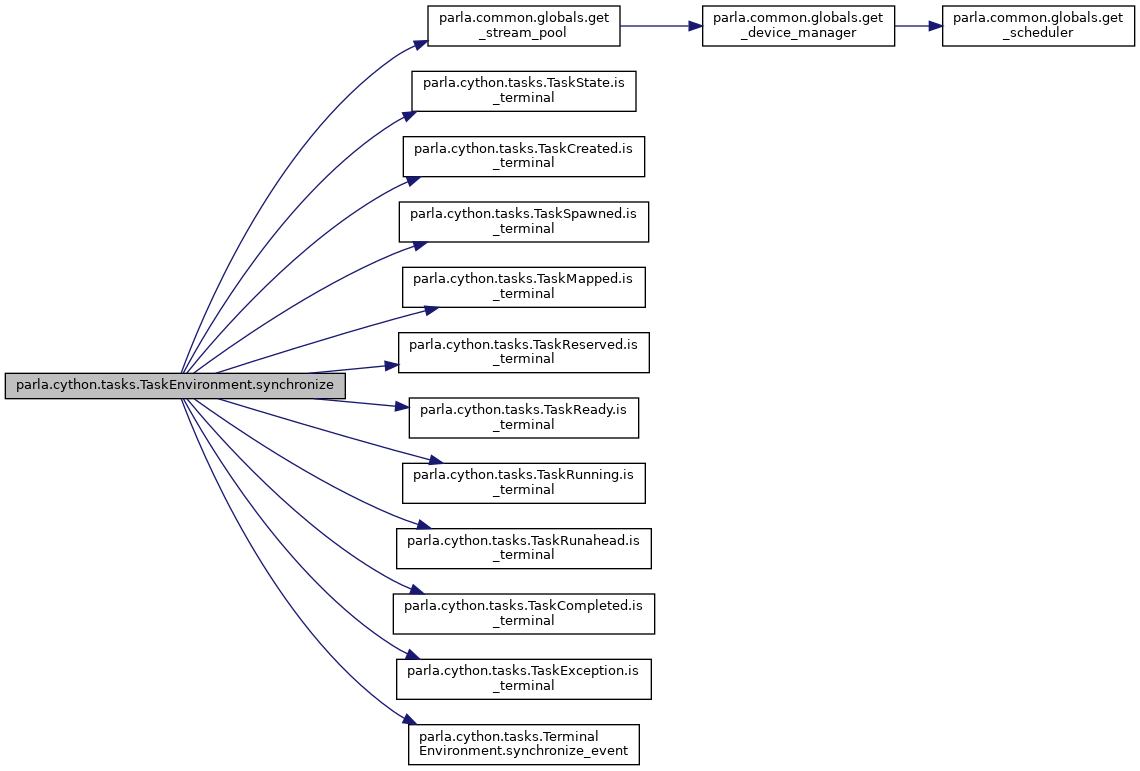 parla.common.globals.get
_stream_pool
parla.common.globals.get
_device_manager
parla.common.globals.get
_scheduler
parla.cython.tasks.TaskState.is
_terminal
parla.cython.tasks.TaskCreated.is
_terminal
parla.cython.tasks.TaskSpawned.is
_terminal
parla.cython.tasks.TaskMapped.is
_terminal
parla.cython.tasks.TaskReserved.is
_terminal
parla.cython.tasks.TaskEnvironment.synchronize
parla.cython.tasks.TaskReady.is
_terminal
parla.cython.tasks.TaskRunning.is
_terminal
parla.cython.tasks.TaskRunahead.is
_terminal
parla.cython.tasks.TaskCompleted.is
_terminal
parla.cython.tasks.TaskException.is
_terminal
parla.cython.tasks.Terminal
Environment.synchronize_event